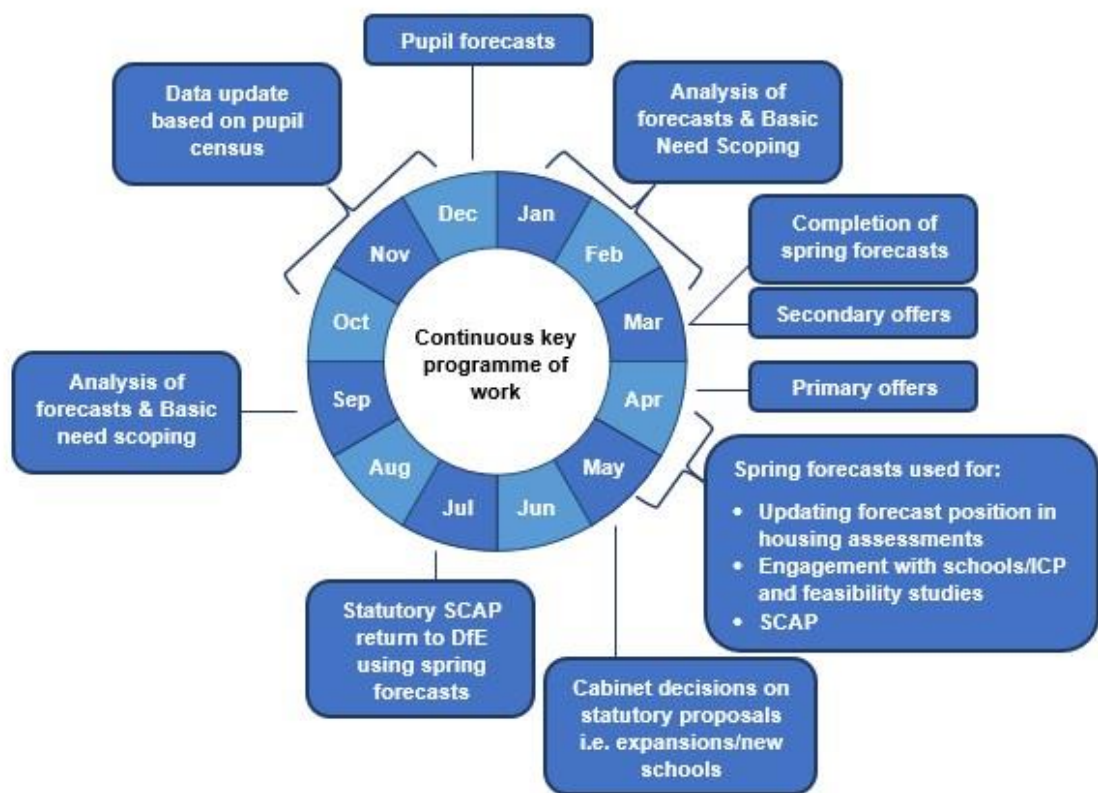 Pupil forecasts
Data update
based on pupil
census
Analysis of
forecasts & Basic
Need Scoping
Completion of
spring forecasts
Secondary offers
Primary offers
Spring forecasts used for:
• Updating forecast position in
housing assessments
• Engagement with schools/ICP
and feasibility studies
• SCAP
Cabinet decisions on
statutory proposals
i.e. expansions/new
schools
Statutory SCAP
return to DfE
using spring
forecasts
Analysis of
forecasts & Basic
need scoping
Jan
Feb
Mar
Apr
May
Jun
Jul
Aug
Sep
Oct
Nov
Dec
Continuous key
programme of
work